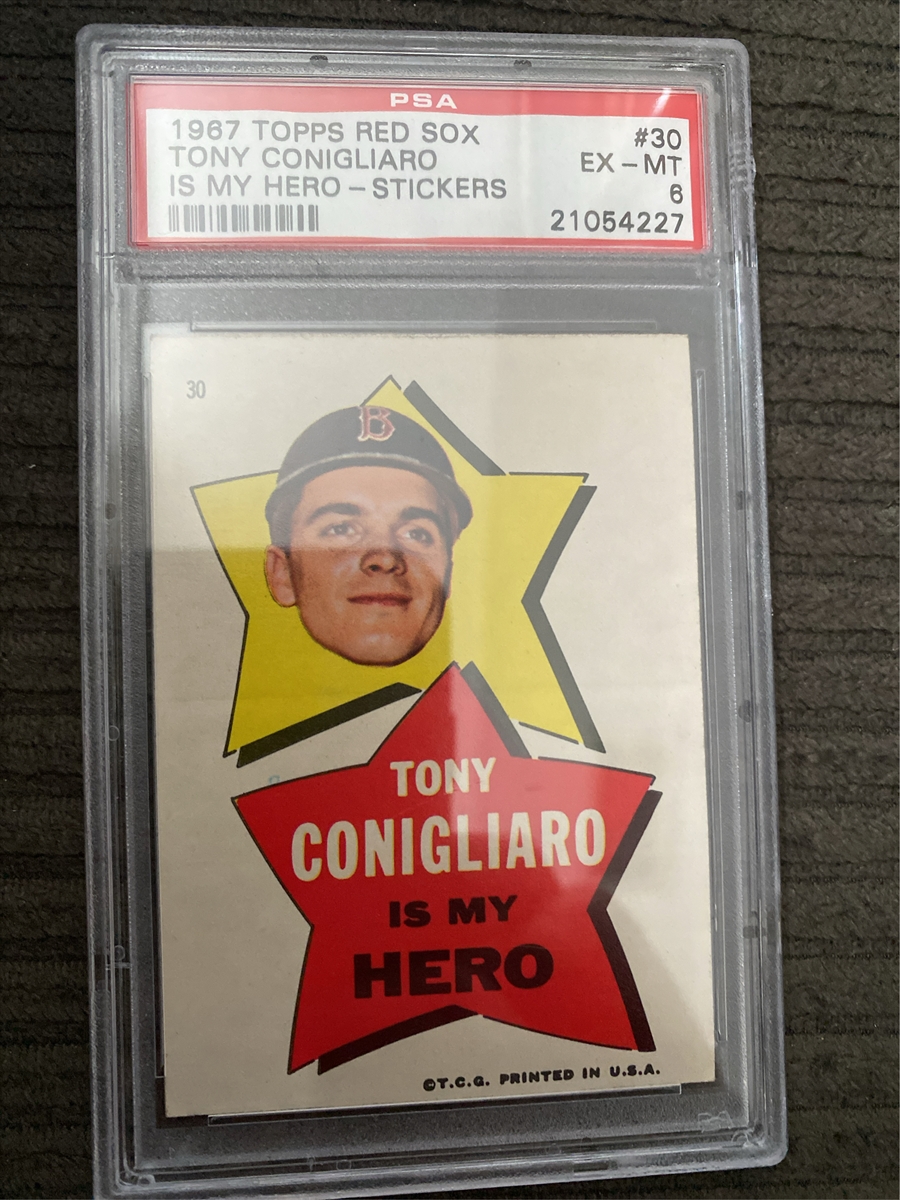 PSA
1967 TOPPS RED SOX #30
TONY CONIGLIARO EX – MT
IS MY HERO – STICKERS 6
21054227
30
B
TONY
CONIGLIARO
IS MY
HERO
©T.C.G. PRINTED IN U.S.A.